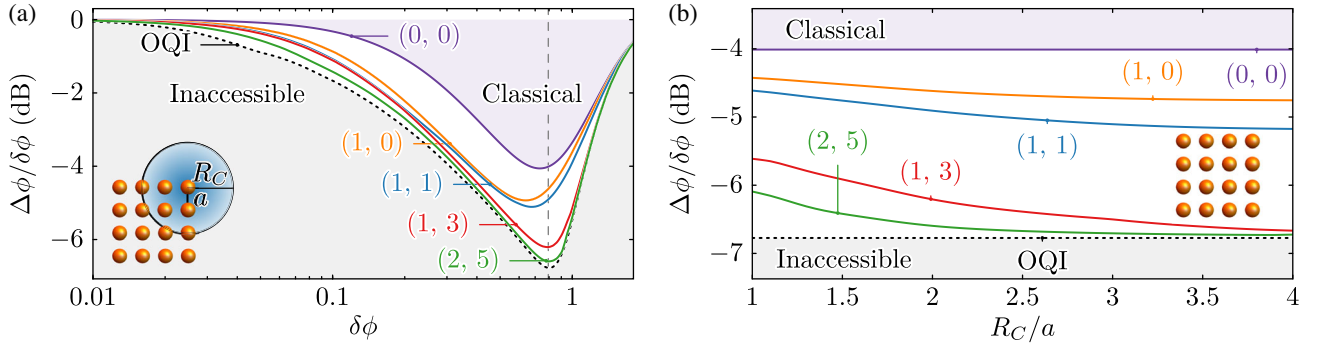 (a)
Δϕ/δϕ (dB)
0
−2
−4
−6
OQI
Inaccessible
Classical
(0, 0)
(1, 0)
(1, 1)
(1, 3)
(2, 5)
R_C
a
0.01
0.1
1
δϕ
(b)
Δϕ/δϕ (dB)
−4
−5
−6
−7
Classical
(1, 0)
(0, 0)
(1, 1)
(2, 5)
(1, 3)
Inaccessible
OQI
1
1.5
2
2.5
3
3.5
4
R_C/a